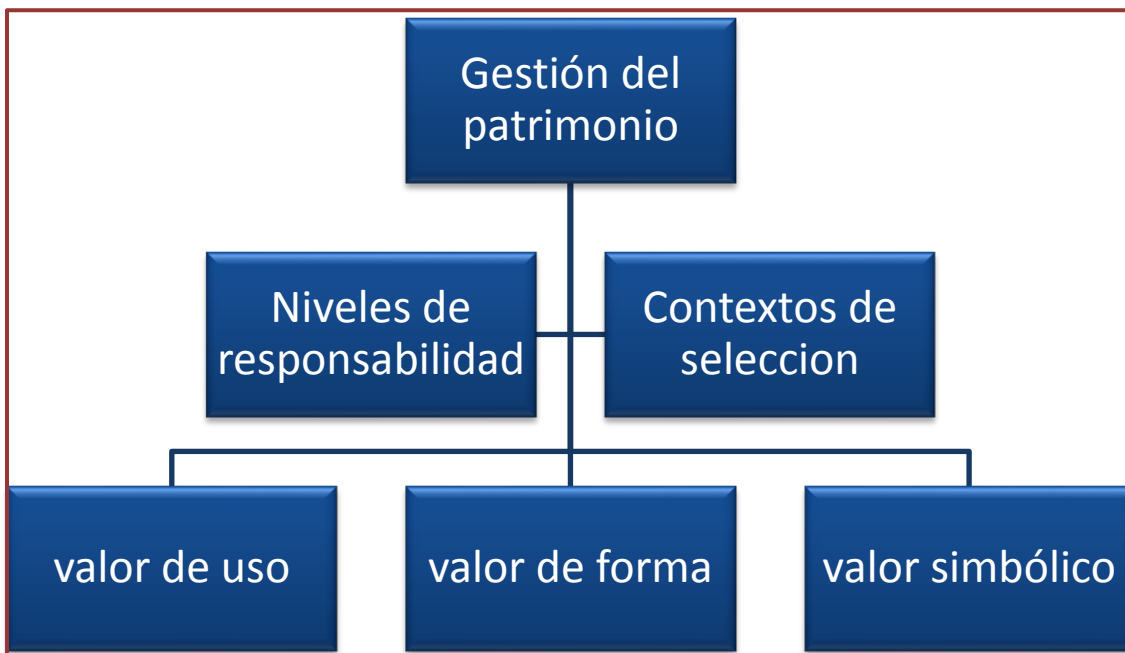 Gestión del
patrimonio
Niveles de
responsabilidad
Contextos de
seleccion
valor de uso
valor de forma
valor simbólico